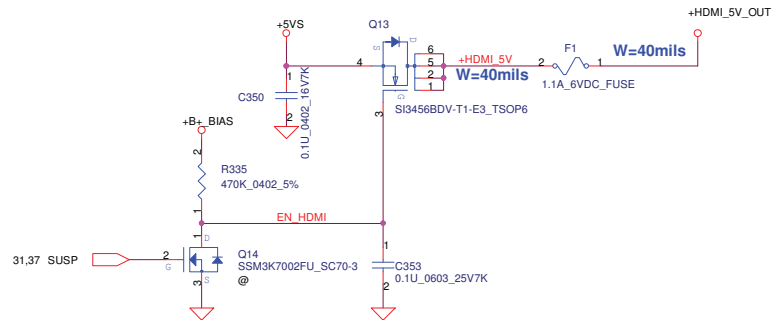 +5VS
Q13
+HDMI_5V_OUT
D
S
G
4
6
5
2
1
3
+HDMI_5V
W=40mils
2
F1
1
W=40mils
1.1A_6VDC_FUSE
SI3456BDV-T1-E3_TSOP6
1
C350
2
0.1U_0402_16V7K
+B+_BIAS
2
R335
470K_0402_5%
1
EN_HDMI
31,37 SUSP
2
G
1
D
S
3
Q14
SSM3K7002FU_SC70-3
@
1
C353
0.1U_0603_25V7K
2